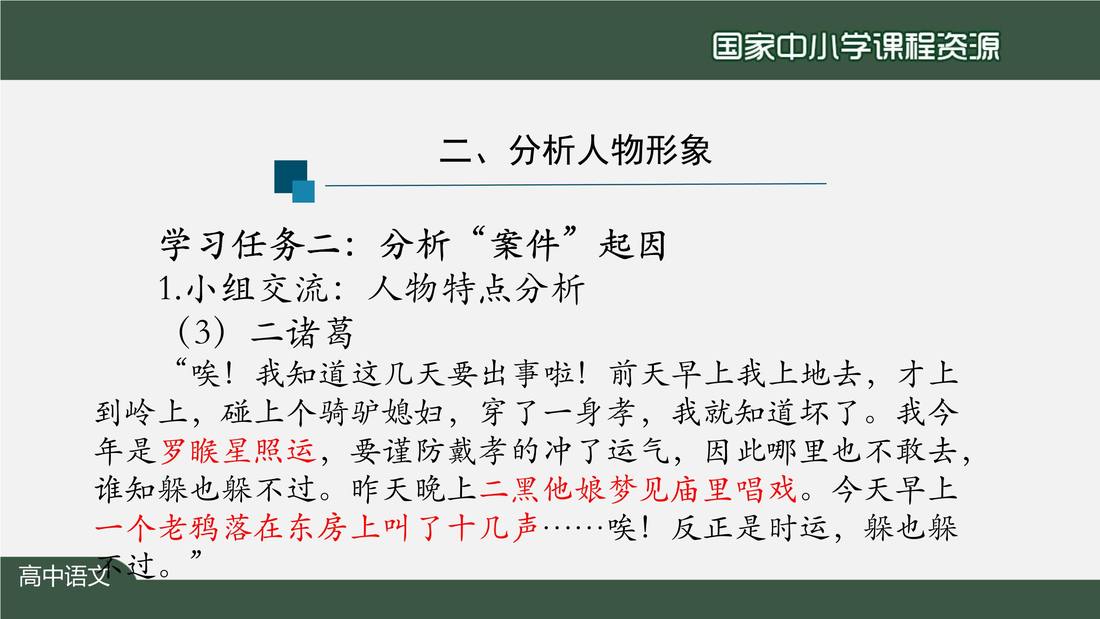 国家中小学课程资源
二、分析人物形象
学习任务二：分析“案件”起因
1.小组交流：人物特点分析
（3）二诸葛
“唉！我知道这几天要出事啦！前天早上我上地去，才上
到岭上，碰上个骑驴媳妇，穿了一身孝，我就知道坏了。我今
年是罗睺星照运，要谨防戴孝的冲了运气，因此哪里也不敢去，
谁知躲也躲不过。昨天晚上二黑他娘梦见庙里唱戏。今天早上
一个老鸦落在东房上叫了十几声……唉！反正是时运，躲也躲
不过。”
高中语文